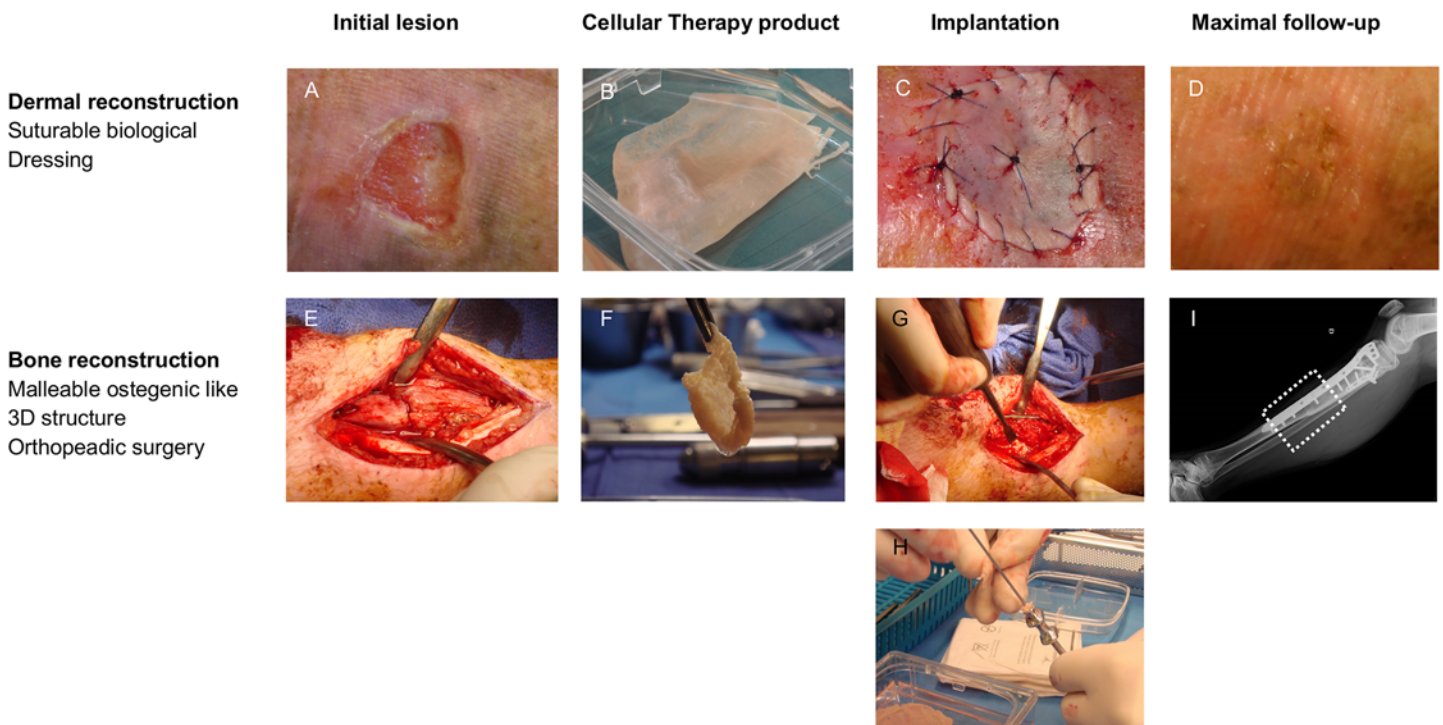 Initial lesion
Cellular Therapy product
Implantation
Maximal follow-up
Dermal reconstruction
Suturable biological
Dressing
A
B
C
D
Bone reconstruction
Malleable ostegenic like
3D structure
Orthopeadic surgery
E
F
G
I
H